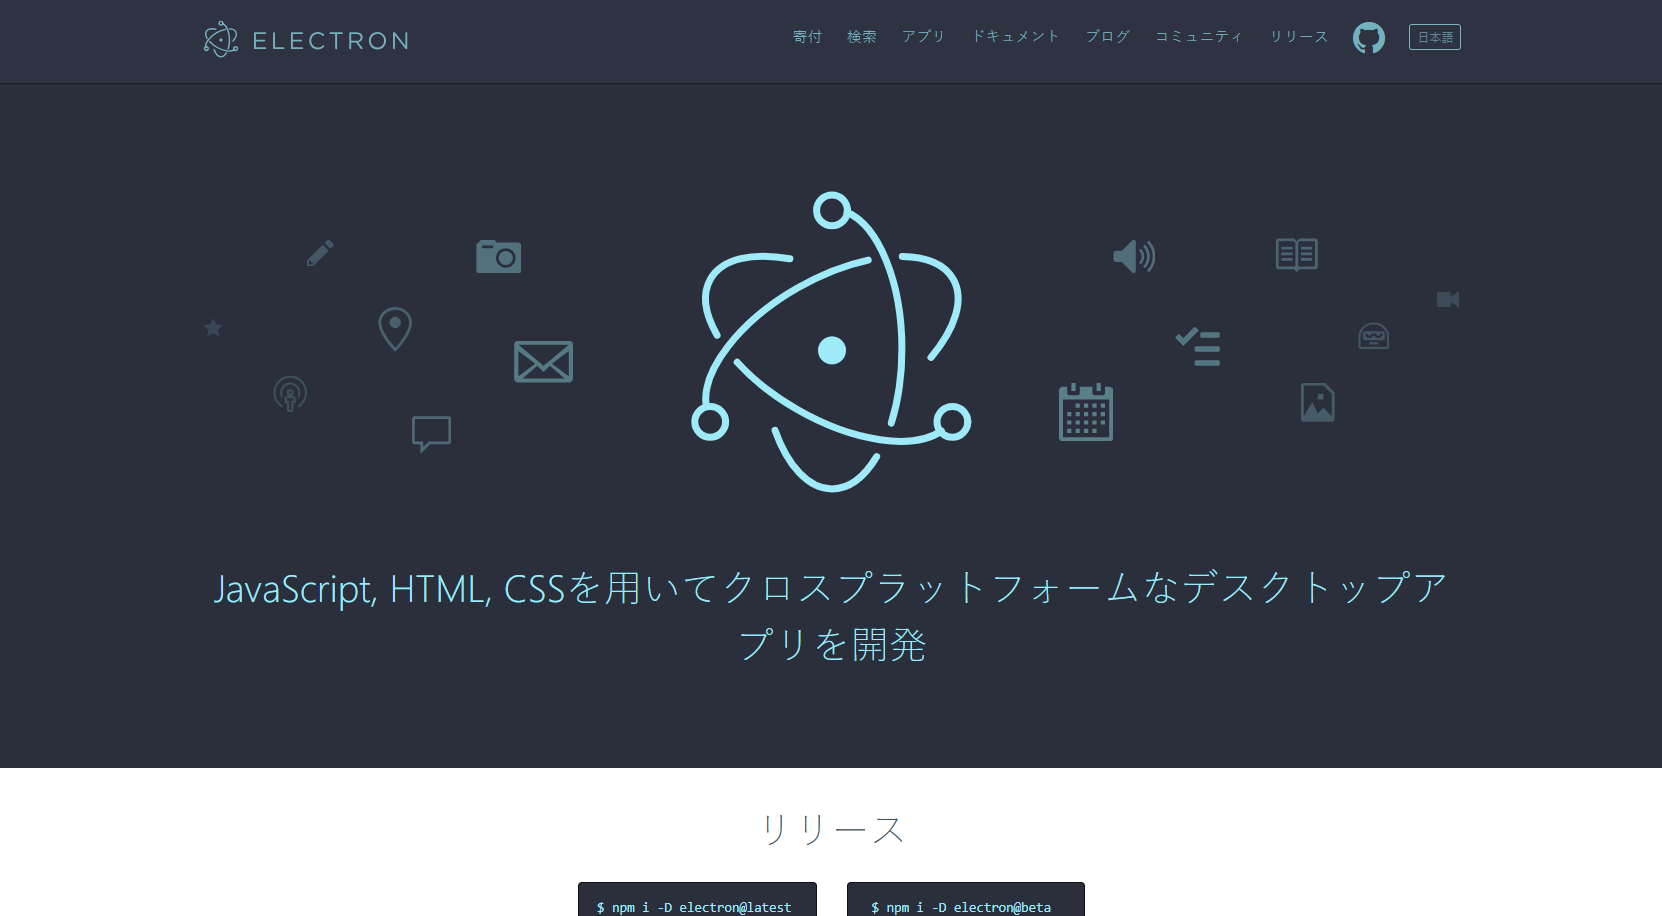 ELECTRON
寄付 検索 アプリ ドキュメント ブログ コミュニティ リリース 日本語
JavaScript, HTML, CSSを用いてクロスプラットフォームなデスクトップア
プリを開発
リリース
$ npm i -D electron@latest
$ npm i -D electron@beta